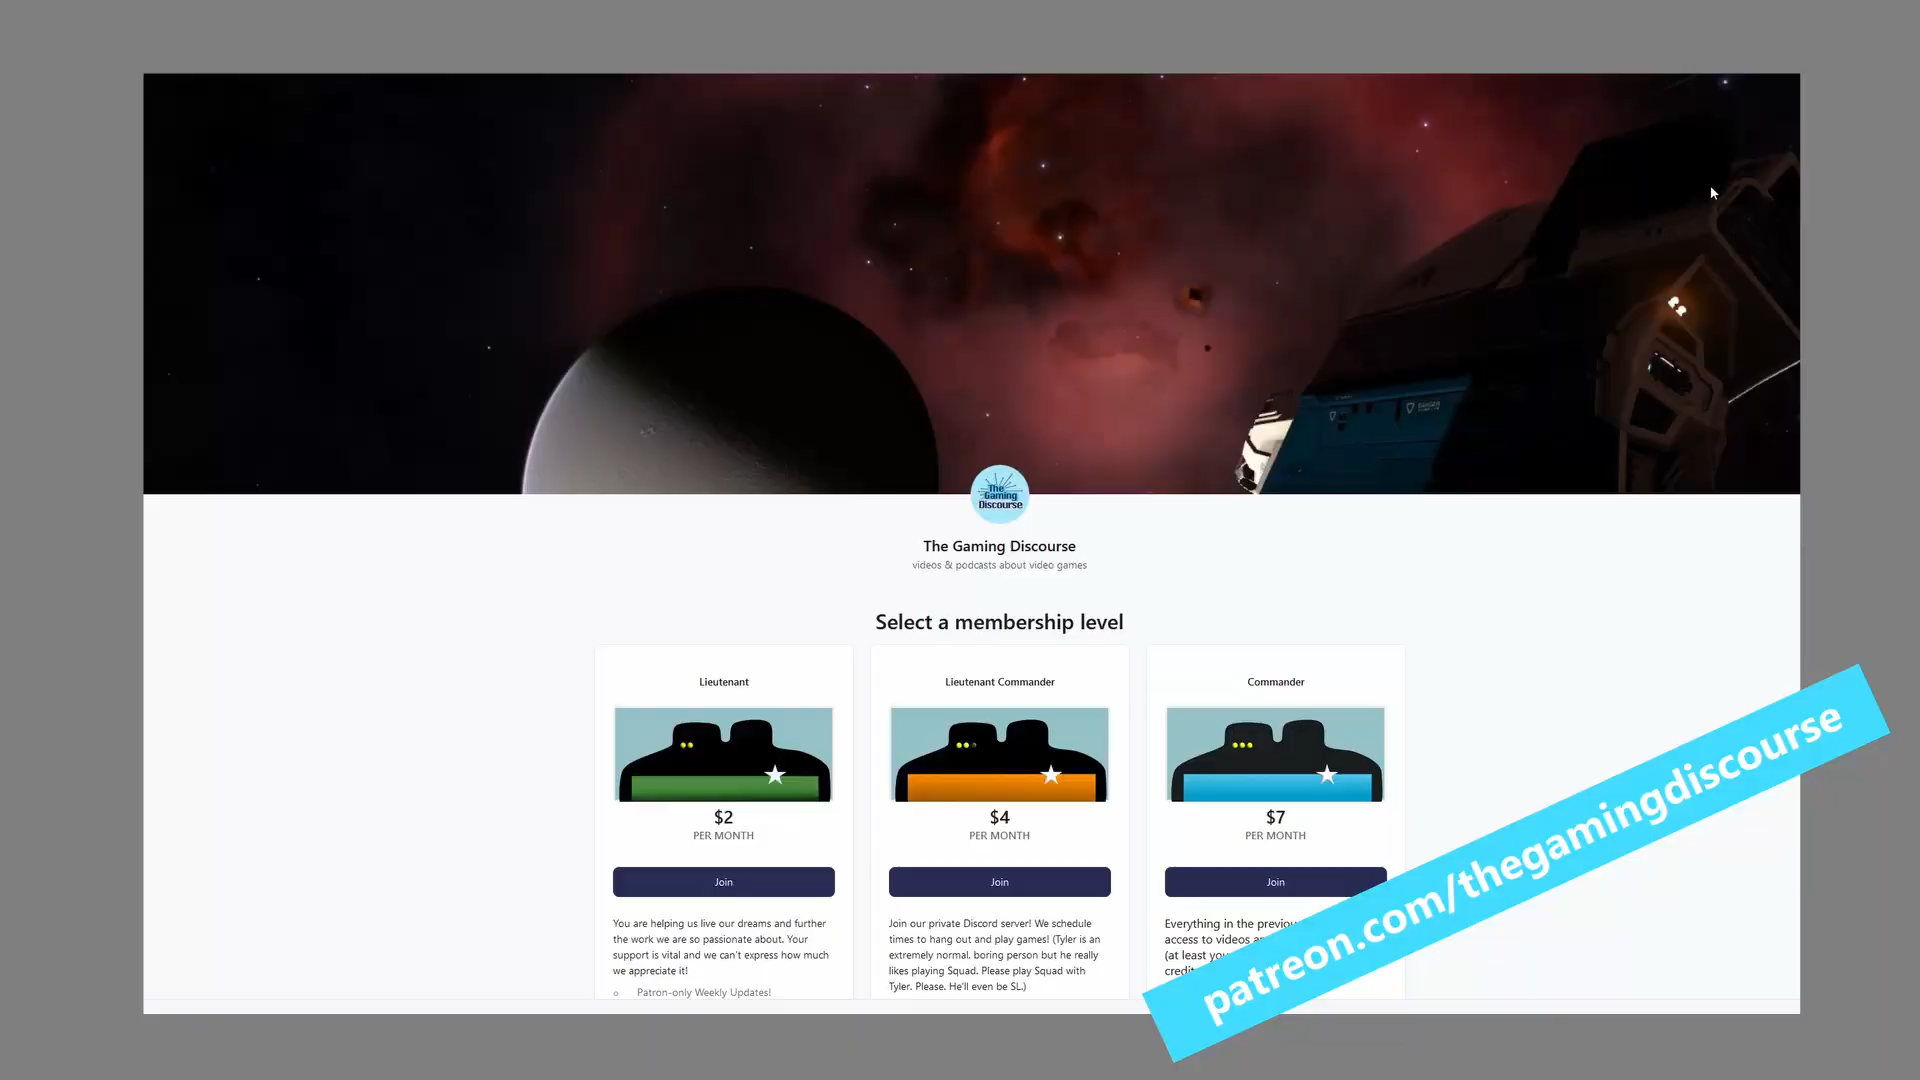 The
Gaming
Discourse
The Gaming Discourse
videos & podcasts about video games
Select a membership level
Lieutenant
$2
PER MONTH
Join
You are helping us live our dreams and further
the work we are so passionate about. Your
support is vital and we can't express how much
we appreciate it!
Patron-only Weekly Updates!
Lieutenant Commander
$4
PER MONTH
Join
Join our private Discord server! We schedule
times to hang out and play games! (Tyler is an
extremely normal, boring person but he really
likes playing Squad. Please play Squad with
Tyler. Please. He'll even be SL.)
Commander
$7
PER MONTH
Join
Everything in the
access to videos
(at least
patreon.com/thegamingdiscourse